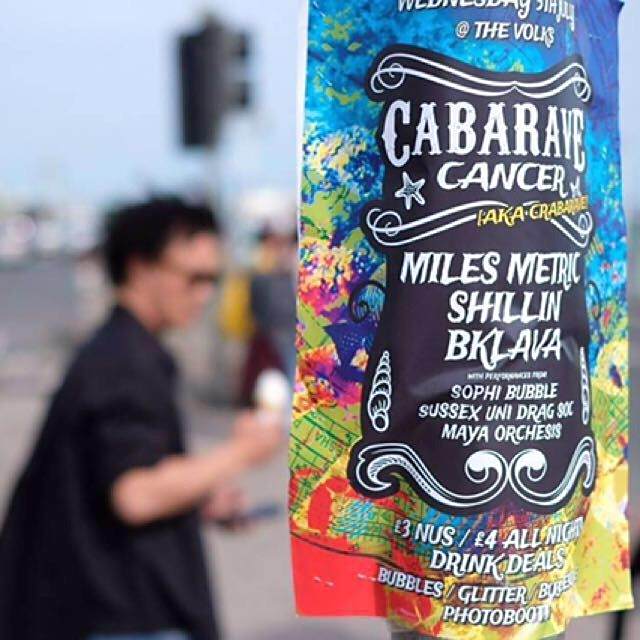 WEDNESDAY 5TH JULY
@ THE VOLKS
CABARAVE
CANCER
(AKA CRABARAVE
MILES METRIC
SHILLIN
BKLAVA
WITH PERFORMANCES FROM
SOPHI BUBBLE
SUSSEX UNI DRAG SOC
MAYA ORCHESIS
£3 NUS / £4 ALL NIGHT
DRINK DEALS
BUBBLES / GLITTER /
PHOTOBOOTH